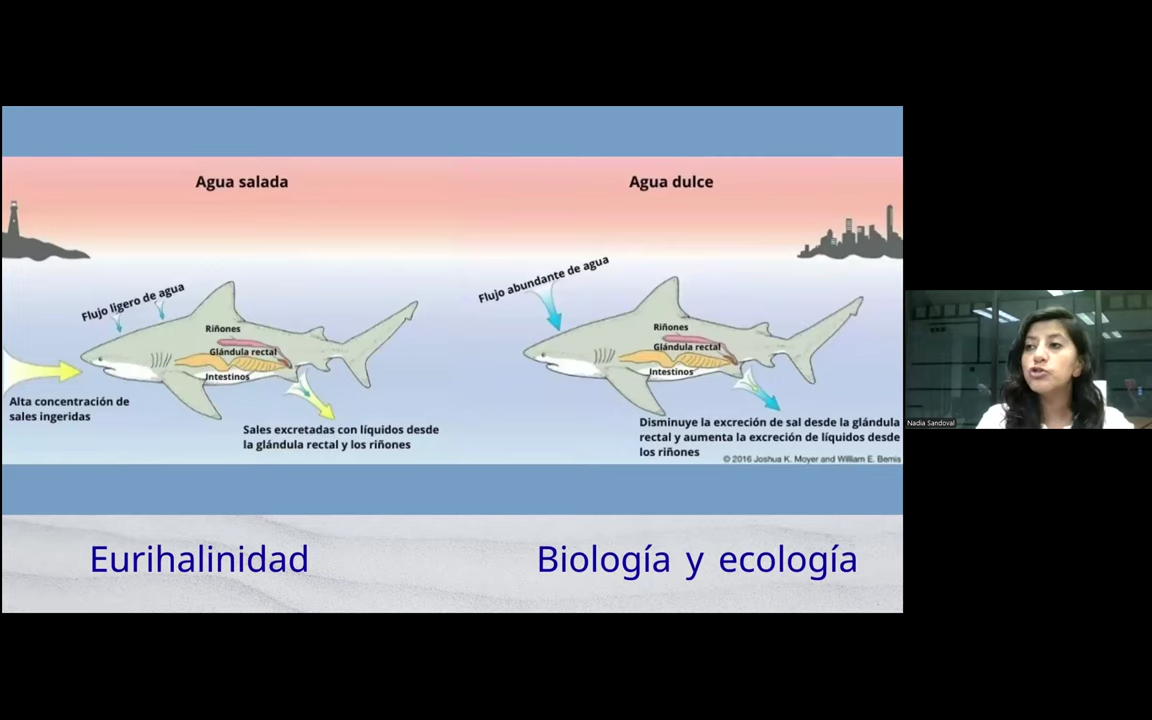 Agua salada
Agua dulce
Flujo ligero de agua
Flujo abundante de agua
Riñones
Glándula rectal
Intestinos
Riñones
Glándula rectal
Intestinos
Alta concentración de
sales ingeridas
Sales excretadas con líquidos desde
la glándula rectal y los riñones
Disminuye la excreción de sal desde la glándula
rectal y aumenta la excreción de líquidos desde
los riñones
© 2016 Joshua K. Moyer and William E. Bemis
Nadia Sandoval
Eurihalinidad
Biología y ecología